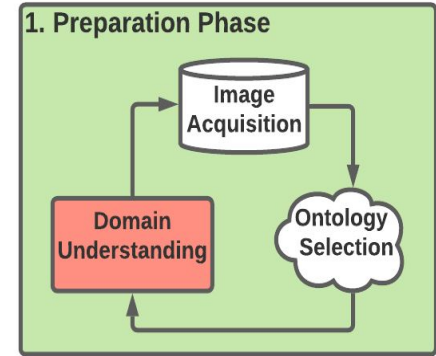 1. Preparation Phase
Image
Acquisition
Domain
Understanding
Ontology
Selection